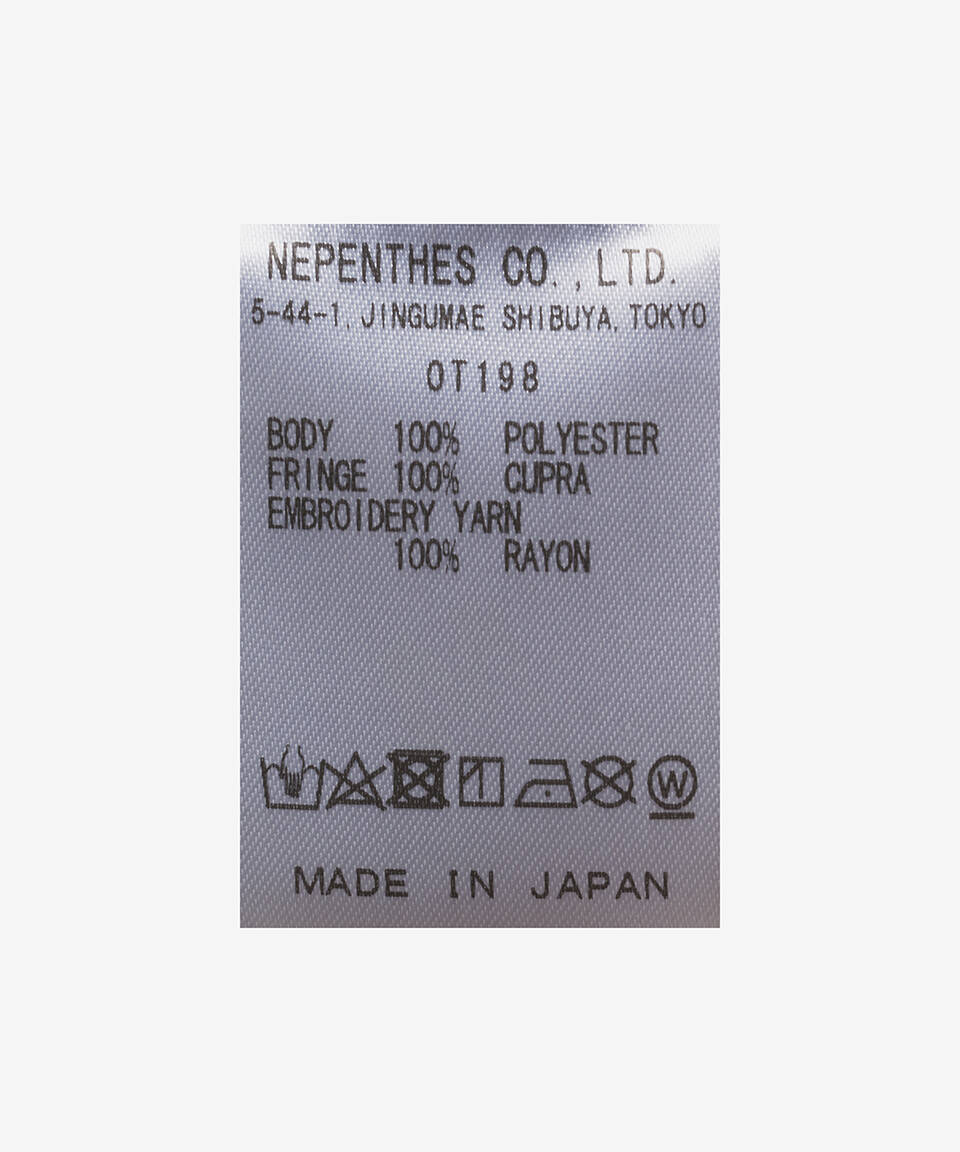 NEPENTHES CO., LTD.
5-44-1, JINGUMAE SHIBUYA, TOKYO
OT198
BODY 100% POLYESTER
FRINGE 100% CUPRA
EMBROIDERY YARN
100% RAYON
W
MADE IN JAPAN